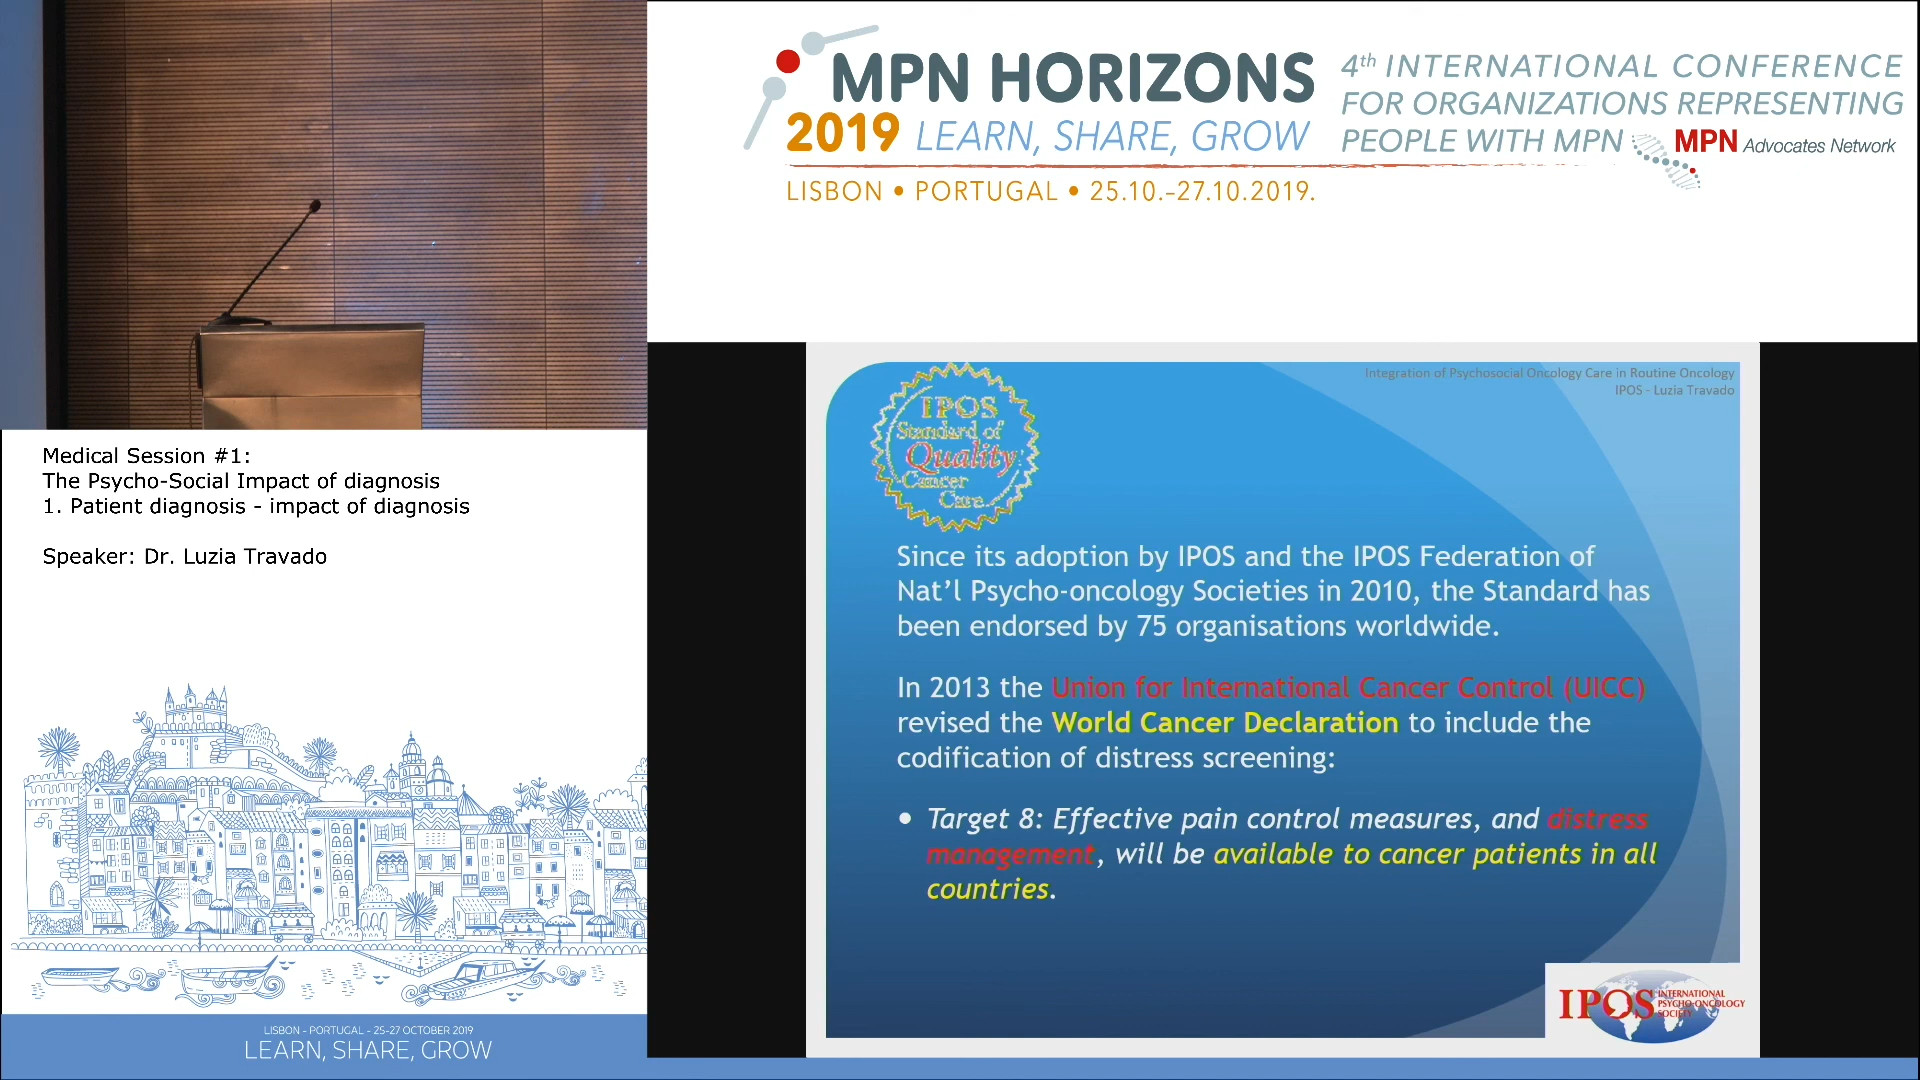 MPN HORIZONS
2019 LEARN, SHARE, GROW
LISBON • PORTUGAL • 25.10.-27.10.2019.
4th INTERNATIONAL CONFERENCE
FOR ORGANIZATIONS REPRESENTING
PEOPLE WITH MPN
MPN Advocates Network
Medical Session #1:
The Psycho-Social Impact of diagnosis
1. Patient diagnosis - impact of diagnosis
Speaker: Dr. Luzia Travado
Integration of Psychosocial Oncology Care in Routine Oncology
IPOS - Luzia Travado
IPOS
Standard of
Quality
Cancer
Care
Since its adoption by IPOS and the IPOS Federation of
Nat’l Psycho-oncology Societies in 2010, the Standard has
been endorsed by 75 organisations worldwide.
In 2013 the Union for International Cancer Control (UICC)
revised the World Cancer Declaration to include the
codification of distress screening:
• Target 8: Effective pain control measures, and distress
management, will be available to cancer patients in all
countries.
IPOS
INTERNATIONAL
PSYCHO-ONCOLOGY
SOCIETY
LISBON - PORTUGAL - 25-27 OCTOBER 2019
LEARN, SHARE, GROW